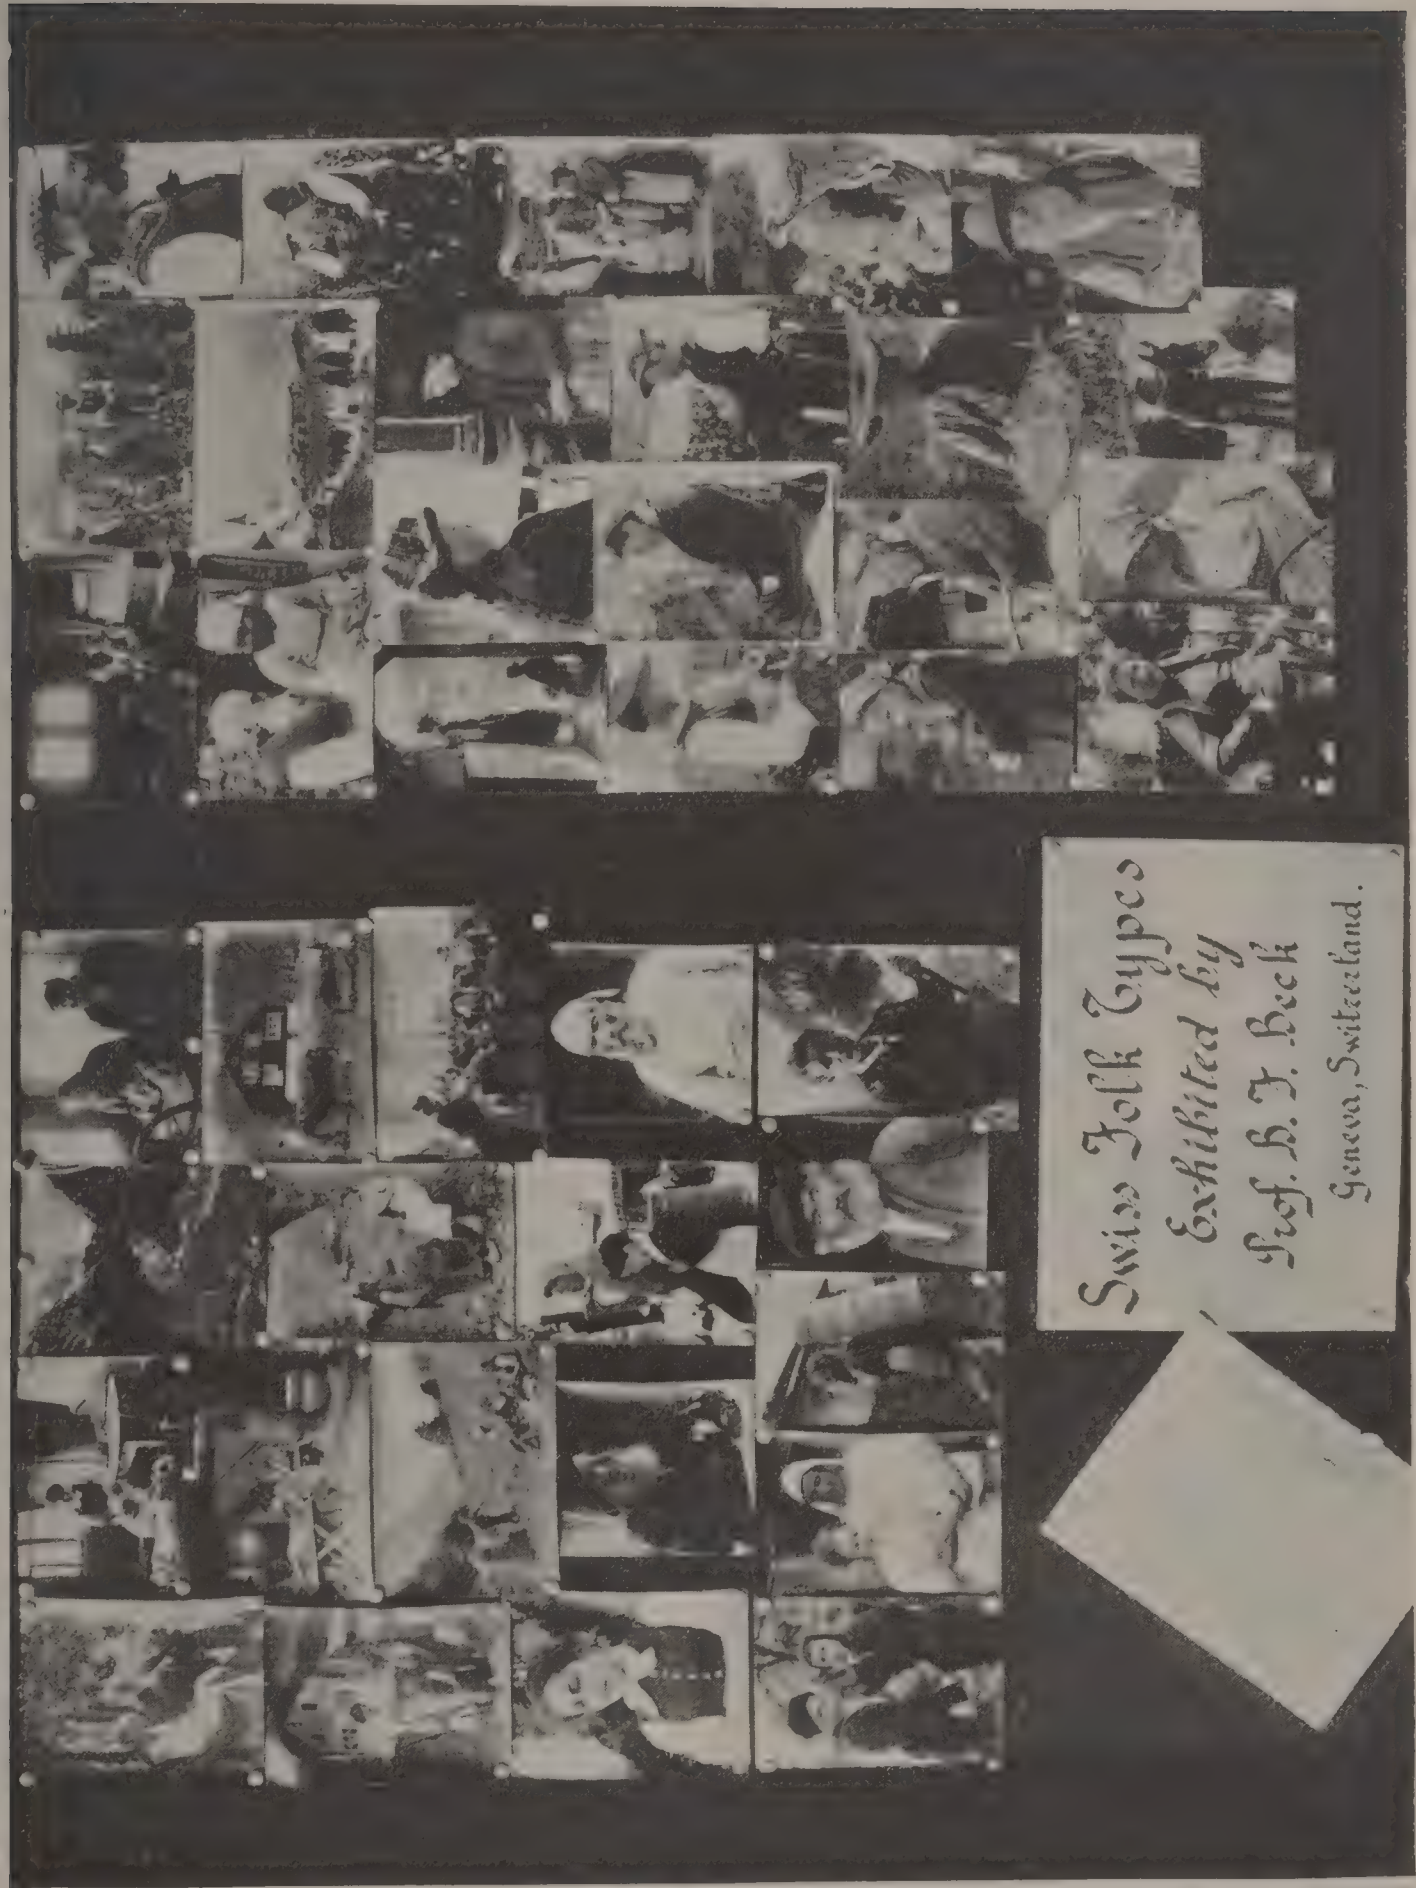 Swiss Folk Types
Exhibited by
Prof. B. F. Beck
Geneva, Switzerland.